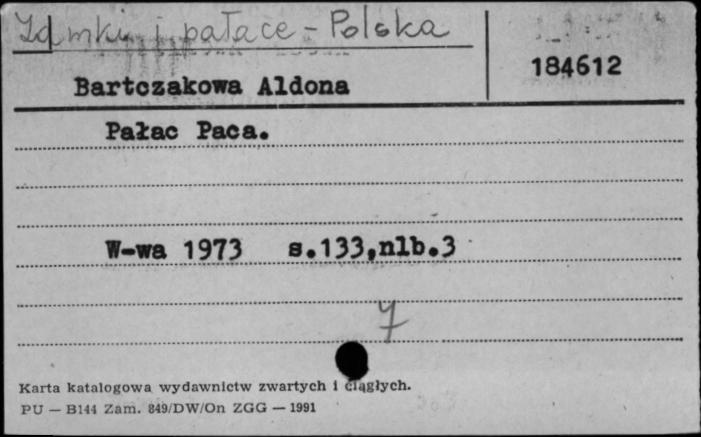 Zamki i pałace - Polska
184612
Bartczakowa Aldona
Pałac Paca.
W-wa 1973 s.133,nlb.3
7
Karta katalogowa wydawnictw zwartych i ciągłych.
PU — B144 Zam. 849/DW/On ZGG — 1991